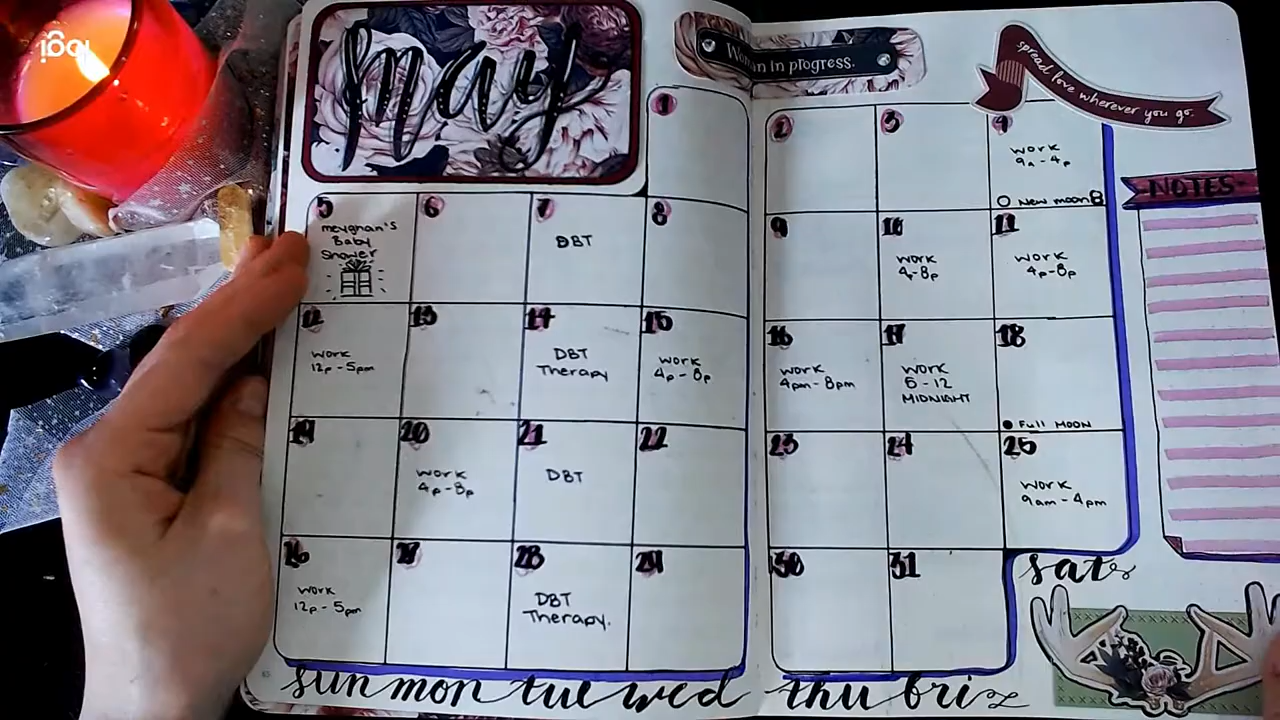 logi
may
Woman in progress.
spread love wherever you go.
1
2
3
4
work
9a-4p
New moon
NOTES
5
meyghan's
Baby
Shower
6
7
DBT
8
9
10
work
4-8p
11
work
4p-8p
12
work
12p-5pm
13
14
DBT
Therapy
15
work
4p-8p
16
work
4pm-8pm
17
work
6-12
MIDNIGHT
18
Full MOON
19
20
work
4p-8p
21
DBT
22
23
24
25
work
9am-4pm
26
work
12p-5pm
27
28
DBT
Therapy.
29
30
31
sat
sun mon tue wed thu fri